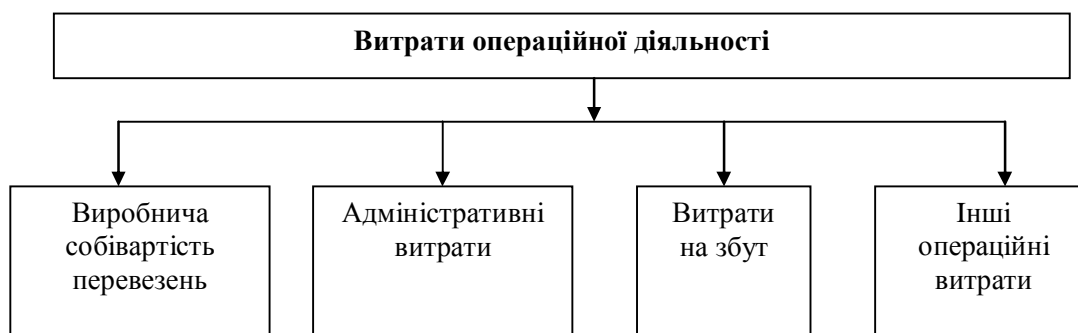 Витрати операційної діяльності
Виробнича
собівартість
перевезень
Адміністративні
витрати
Витрати
на збут
Інші
операційні
витрати